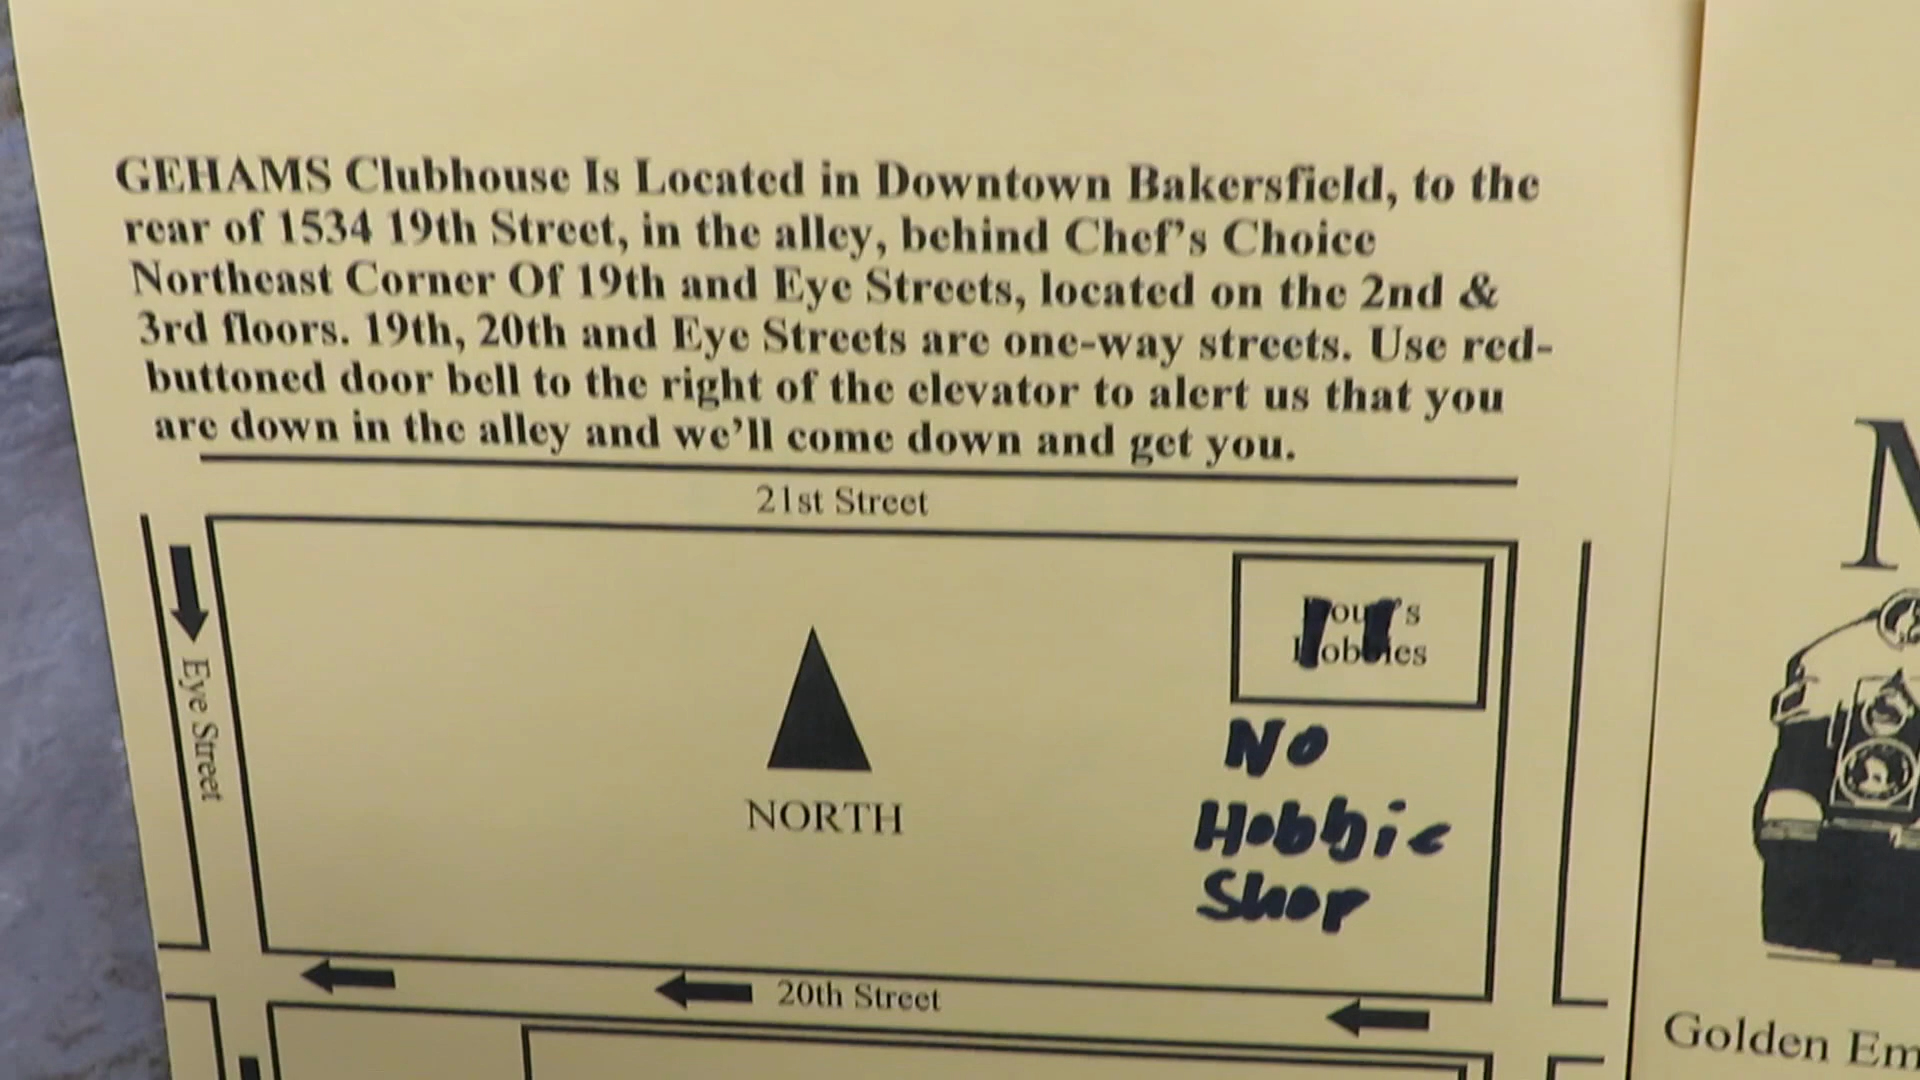 GEHAMS Clubhouse Is Located in Downtown Bakersfield, to the
rear of 1534 19th Street, in the alley, behind Chef's Choice
Northeast Corner Of 19th and Eye Streets, located on the 2nd &
3rd floors. 19th, 20th and Eye Streets are one-way streets. Use red-
buttoned door bell to the right of the elevator to alert us that you
are down in the alley and we'll come down and get you.
21st Street
Hobbies
Eye Street
No
Hobbie
Shop
NORTH
20th Street
Golden Em